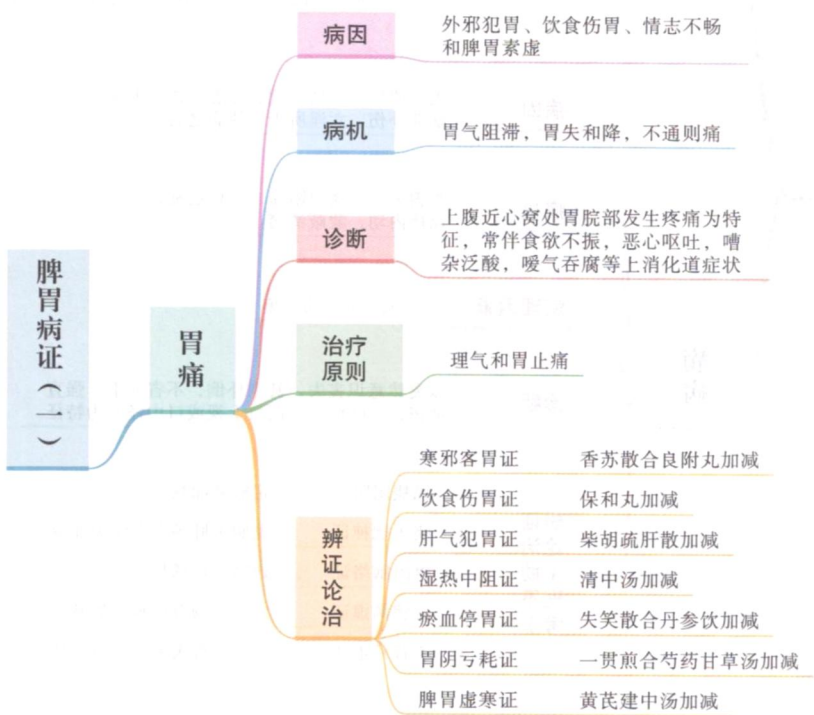 脾胃病证（一）
胃痛
病因
外邪犯胃、饮食伤胃、情志不畅
和脾胃素虚
病机
胃气阻滞，胃失和降，不通则痛
诊断
上腹近心窝处胃脘部发生疼痛为特
征，常伴食欲不振，恶心呕吐，嘈
杂泛酸，嗳气吞腐等上消化道症状
治疗
原则
理气和胃止痛
辨证论治
寒邪客胃证 香苏散合良附丸加减
饮食伤胃证 保和丸加减
肝气犯胃证 柴胡疏肝散加减
湿热中阻证 清中汤加减
瘀血停胃证 失笑散合丹参饮加减
胃阴亏耗证 一贯煎合芍药甘草汤加减
脾胃虚寒证 黄芪建中汤加减